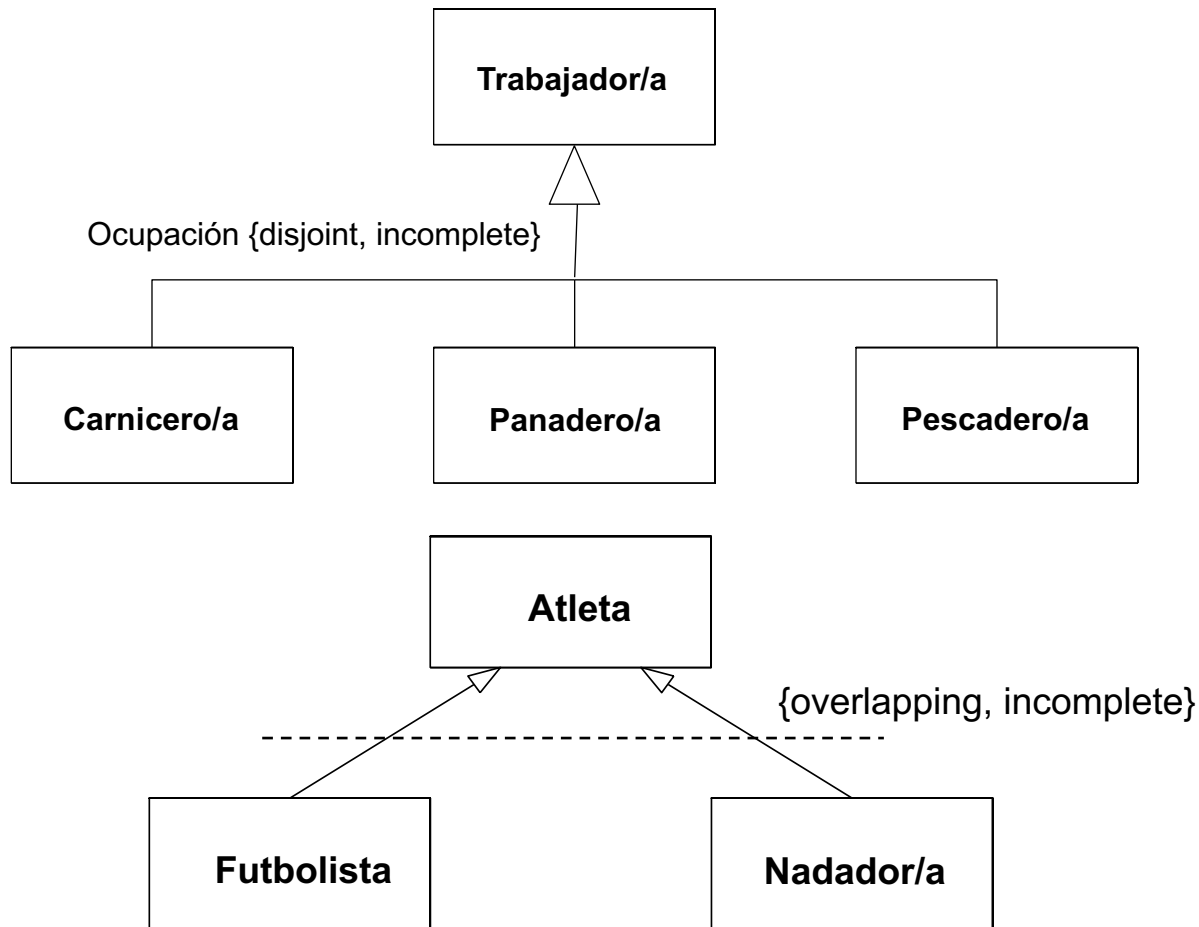 Trabajador/a
Ocupación {disjoint, incomplete}
Carnicero/a
Panadero/a
Pescadero/a
Atleta
{overlapping, incomplete}
Futbolista
Nadador/a